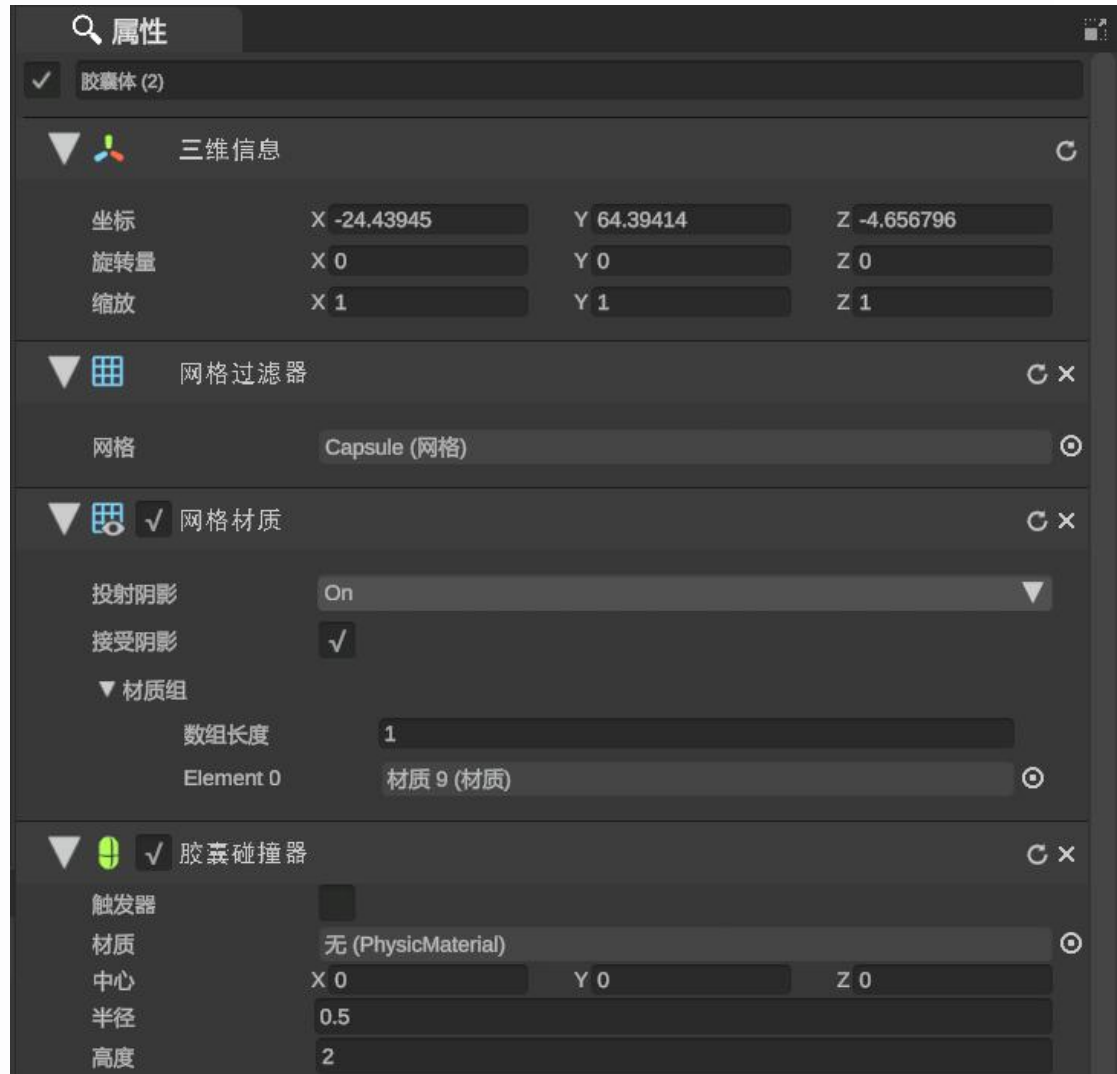 属性
胶囊体 (2)
三维信息
坐标 X -24.43945 Y 64.39414 Z -4.656796
旋转量 X 0 Y 0 Z 0
缩放 X 1 Y 1 Z 1
网格过滤器
网格 Capsule (网格)
网格材质
投射阴影 On
接受阴影
材质组
数组长度 1
Element 0 材质 9 (材质)
胶囊碰撞器
触发器
材质 无 (PhysicMaterial)
中心 X 0 Y 0 Z 0
半径 0.5
高度 2